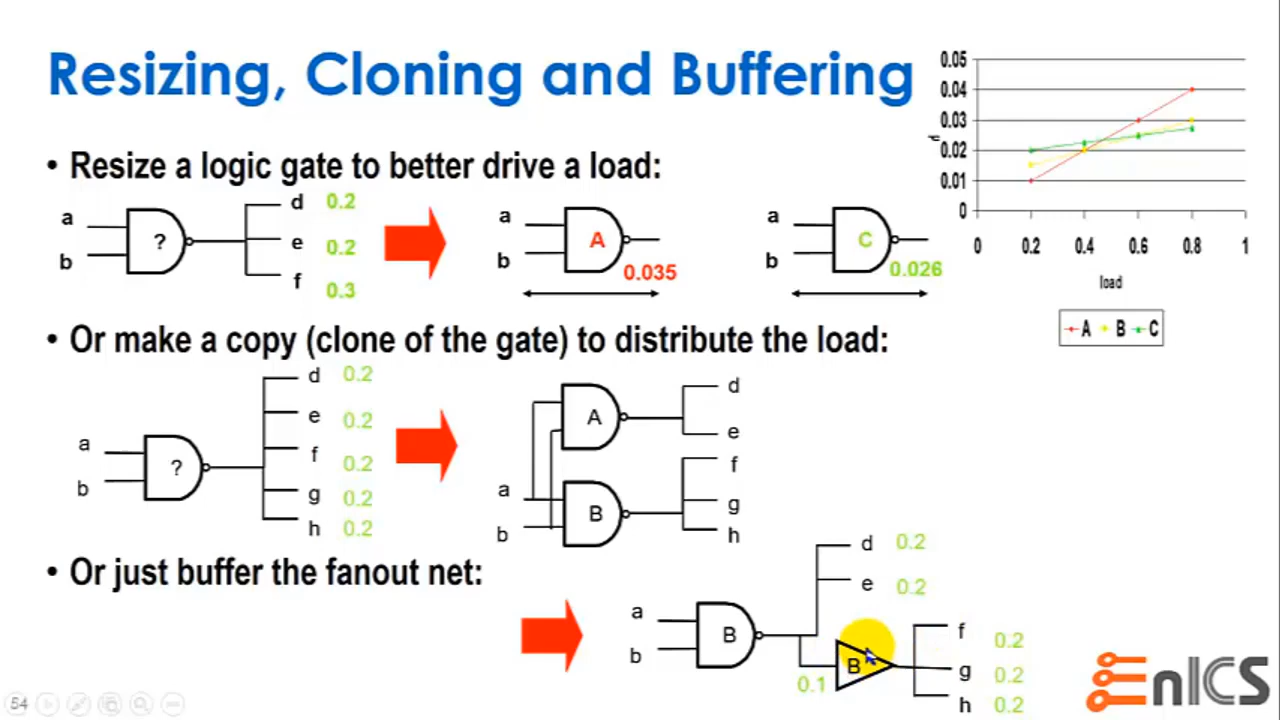 Resizing, Cloning and Buffering
0.05
0.04
0.03
0.02
0.01
0
d
0 0.2 0.4 0.6 0.8 1
load
A B C
• Resize a logic gate to better drive a load:
a
b
?
d 0.2
e 0.2
f 0.3
a
b
A
0.035
a
b
C
0.026
• Or make a copy (clone of the gate) to distribute the load:
a
b
?
d 0.2
e 0.2
f 0.2
g 0.2
h 0.2
a
b
A
B
d
e
f
g
h
• Or just buffer the fanout net:
a
b
B
d 0.2
e 0.2
0.1
B
f 0.2
g 0.2
h 0.2
EnICS
54